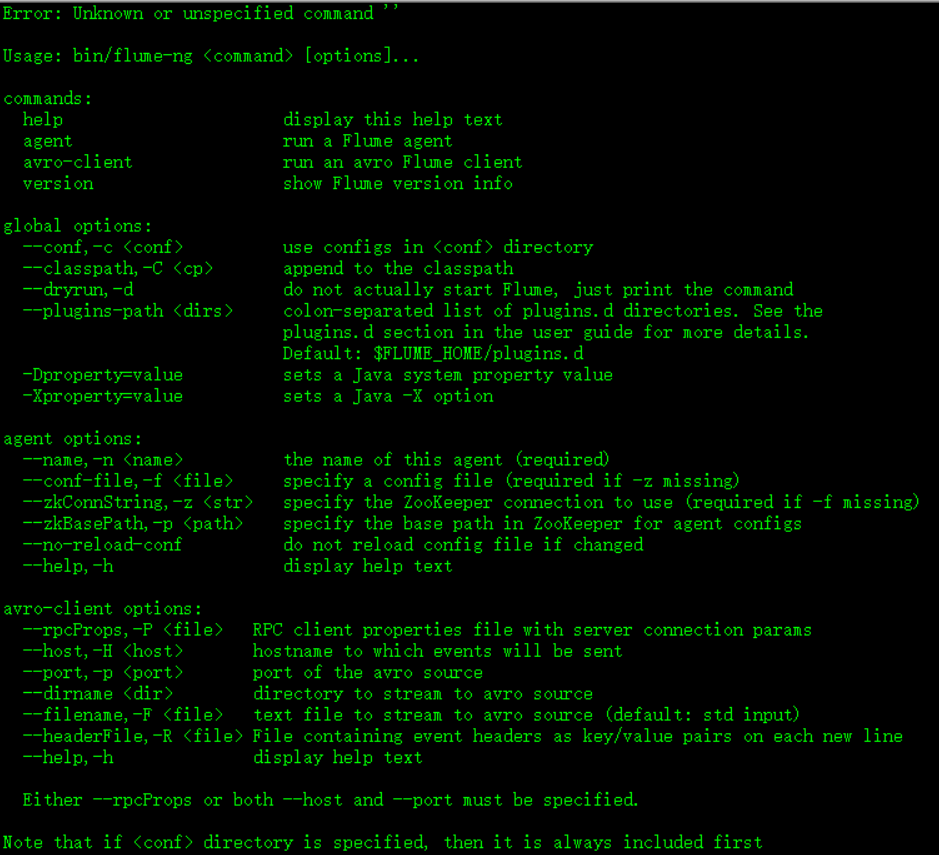 Error: Unknown or unspecified command ''
Usage: bin/flume-ng <command> [options]...
commands:
help display this help text
agent run a Flume agent
avro-client run an avro Flume client
version show Flume version info
global options:
--conf,-c <conf> use configs in <conf> directory
--classpath,-C <cp> append to the classpath
--dryrun,-d do not actually start Flume, just print the command
--plugins-path <dirs> colon-separated list of plugins.d directories. See the
plugins.d section in the user guide for more details.
Default: $FLUME_HOME/plugins.d
-Dproperty=value sets a Java system property value
-Xproperty=value sets a Java -X option
agent options:
--name,-n <name> the name of this agent (required)
--conf-file,-f <file> specify a config file (required if -z missing)
--zkConnString,-z <str> specify the ZooKeeper connection to use (required if -f missing)
--zkBasePath,-p <path> specify the base path in ZooKeeper for agent configs
--no-reload-conf do not reload config file if changed
--help,-h display help text
avro-client options:
--rpcProps,-P <file> RPC client properties file with server connection params
--host,-H <host> hostname to which events will be sent
--port,-p <port> port of the avro source
--dirname <dir> directory to stream to avro source
--filename,-F <file> text file to stream to avro source (default: std input)
--headerFile,-R <file> File containing event headers as key/value pairs on each new line
--help,-h display help text
Either --rpcProps or both --host and --port must be specified.
Note that if <conf> directory is specified, then it is always included first